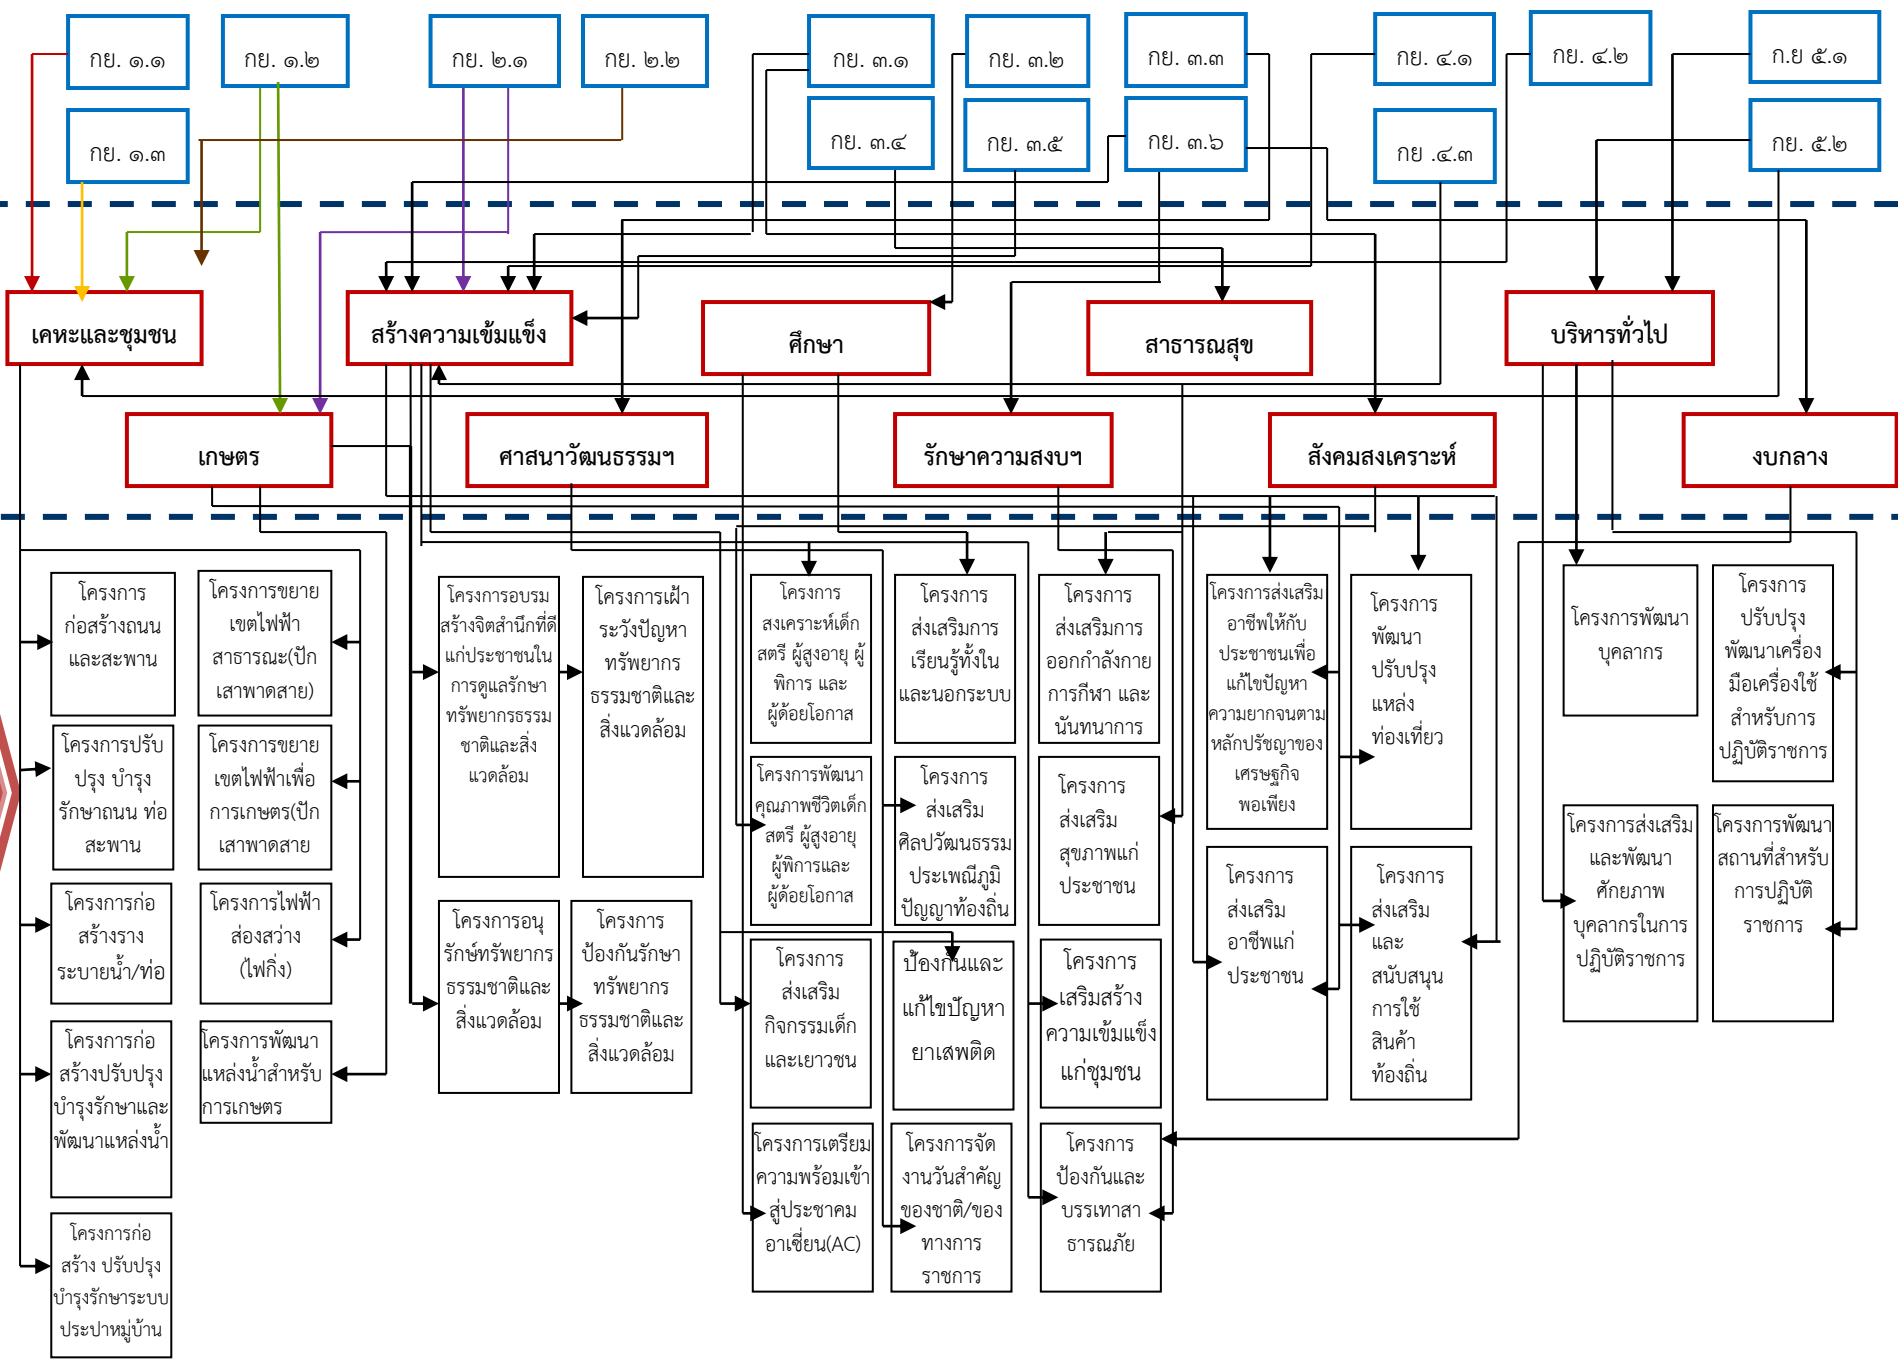 กย. ๑.๑
กย. ๑.๒
กย. ๒.๑
กย. ๒.๒
กย. ๓.๑
กย. ๓.๒
กย. ๓.๓
กย. ๔.๑
กย. ๔.๒
ก.ย ๕.๑
กย. ๑.๓
กย. ๓.๔
กย. ๓.๕
กย. ๓.๖
กย .๔.๓
กย. ๕.๒
เคหะและชุมชน
สร้างความเข้มแข็ง
ศึกษา
สาธารณสุข
บริหารทั่วไป
เกษตร
ศาสนาวัฒนธรรมฯ
รักษาความสงบฯ
สังคมสงเคราะห์
งบกลาง
โครงการ
ก่อสร้างถนน
และสะพาน
โครงการขยาย
เขตไฟฟ้า
สาธารณะ(ปัก
เสาพาดสาย)
โครงการอบรม
สร้างจิตสำนึกที่ดี
แก่ประชาชนใน
การดูแลรักษา
ทรัพยากรธรรม
ชาติและสิ่ง
แวดล้อม
โครงการเฝ้า
ระวังปัญหา
ทรัพยากร
ธรรมชาติและ
สิ่งแวดล้อม
โครงการ
สงเคราะห์เด็ก
สตรี ผู้สูงอายุ ผู้
พิการ และ
ผู้ด้อยโอกาส
โครงการ
ส่งเสริมการ
เรียนรู้ทั้งใน
และนอกระบบ
โครงการ
ส่งเสริมการ
ออกกำลังกาย
การกีฬา และ
นันทนาการ
โครงการส่งเสริม
อาชีพให้กับ
ประชาชนเพื่อ
แก้ไขปัญหา
ความยากจนตาม
หลักปรัชญาของ
เศรษฐกิจ
พอเพียง
โครงการ
พัฒนา
ปรับปรุง
แหล่ง
ท่องเที่ยว
โครงการพัฒนา
บุคลากร
โครงการ
ปรับปรุง
พัฒนาเครื่อง
มือเครื่องใช้
สำหรับการ
ปฏิบัติราชการ
โครงการปรับ
ปรุง บำรุง
รักษาถนน ท่อ
สะพาน
โครงการขยาย
เขตไฟฟ้าเพื่อ
การเกษตร(ปัก
เสาพาดสาย
โครงการพัฒนา
คุณภาพชีวิตเด็ก
สตรี ผู้สูงอายุ
ผู้พิการและ
ผู้ด้อยโอกาส
โครงการ
ส่งเสริม
ศิลปวัฒนธรรม
ประเพณีภูมิ
ปัญญาท้องถิ่น
โครงการ
ส่งเสริม
สุขภาพแก่
ประชาชน
โครงการส่งเสริม
และพัฒนา
ศักยภาพ
บุคลากรในการ
ปฏิบัติราชการ
โครงการพัฒนา
สถานที่สำหรับ
การปฏิบัติ
ราชการ
โครงการก่อ
สร้างราง
ระบายน้ำ/ท่อ
โครงการไฟฟ้า
ส่องสว่าง
(ไฟกิ่ง)
โครงการอนุ
รักษ์ทรัพยากร
ธรรมชาติและ
สิ่งแวดล้อม
โครงการ
ป้องกันรักษา
ทรัพยากร
ธรรมชาติและ
สิ่งแวดล้อม
โครงการ
ส่งเสริม
กิจกรรมเด็ก
และเยาวชน
ป้องกันและ
แก้ไขปัญหา
ยาเสพติด
โครงการ
เสริมสร้าง
ความเข้มแข็ง
แก่ชุมชน
โครงการ
ส่งเสริม
อาชีพแก่
ประชาชน
โครงการ
ส่งเสริม
และ
สนับสนุน
การใช้
สินค้า
ท้องถิ่น
โครงการก่อ
สร้างปรับปรุง
บำรุงรักษาและ
พัฒนาแหล่งน้ำ
โครงการพัฒนา
แหล่งน้ำสำหรับ
การเกษตร
โครงการเตรียม
ความพร้อมเข้า
สู่ประชาคม
อาเซี่ยน(AC)
โครงการจัด
งานวันสำคัญ
ของชาติ/ของ
ทางการ
ราชการ
โครงการ
ป้องกันและ
บรรเทาสา
ธารณภัย
โครงการก่อ
สร้าง ปรับปรุง
บำรุงรักษาระบบ
ประปาหมู่บ้าน